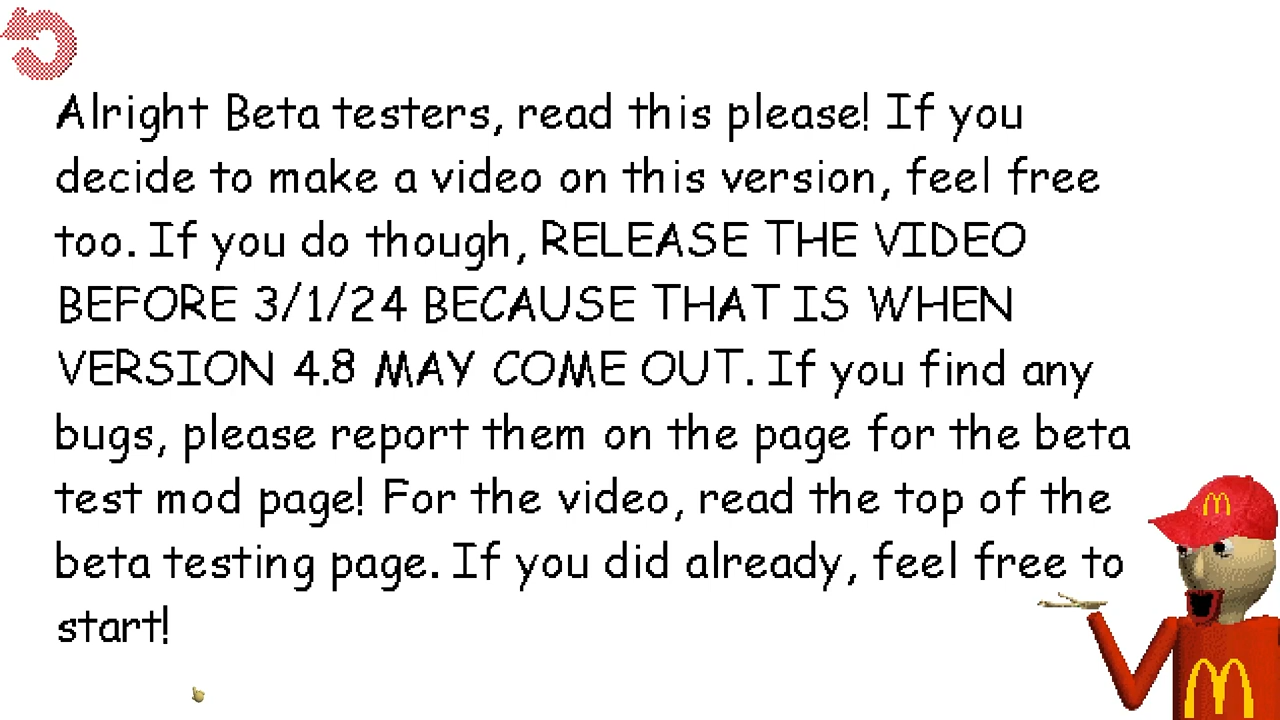 Alright Beta testers, read this please! If you
decide to make a video on this version, feel free
too. If you do though, RELEASE THE VIDEO
BEFORE 3/1/24 BECAUSE THAT IS WHEN
VERSION 4.8 MAY COME OUT. If you find any
bugs, please report them on the page for the beta
test mod page! For the video, read the top of the
beta testing page. If you did already, feel free to
start!